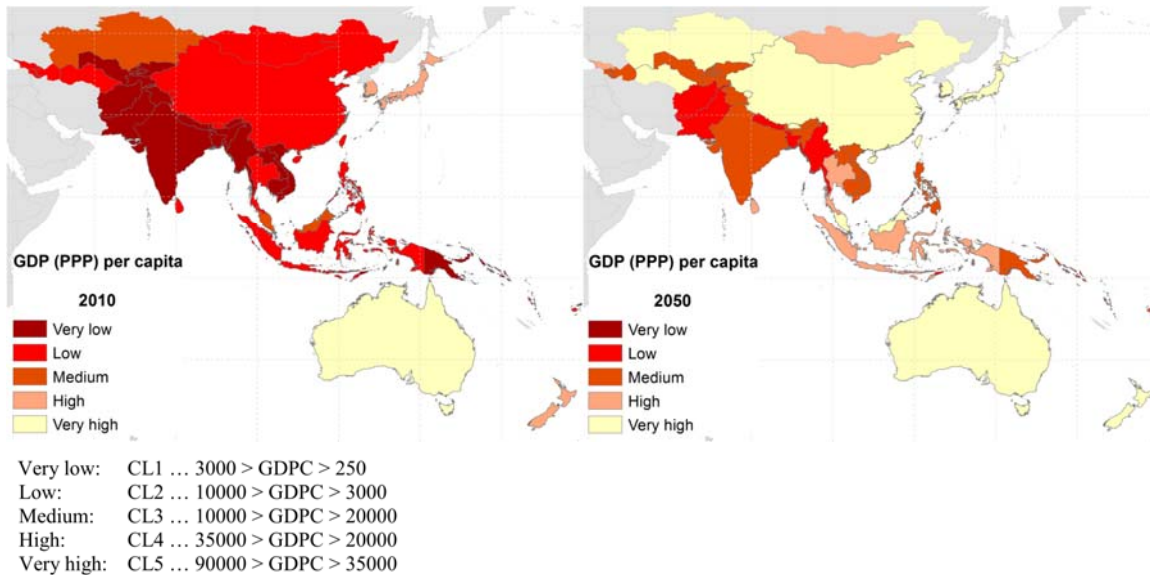 GDP (PPP) per capita
2010
Very low
Low
Medium
High
Very high
GDP (PPP) per capita
2050
Very low
Low
Medium
High
Very high
Very low: CL1 … 3000 > GDPC > 250
Low: CL2 … 10000 > GDPC > 3000
Medium: CL3 … 10000 > GDPC > 20000
High: CL4 … 35000 > GDPC > 20000
Very high: CL5 … 90000 > GDPC > 35000